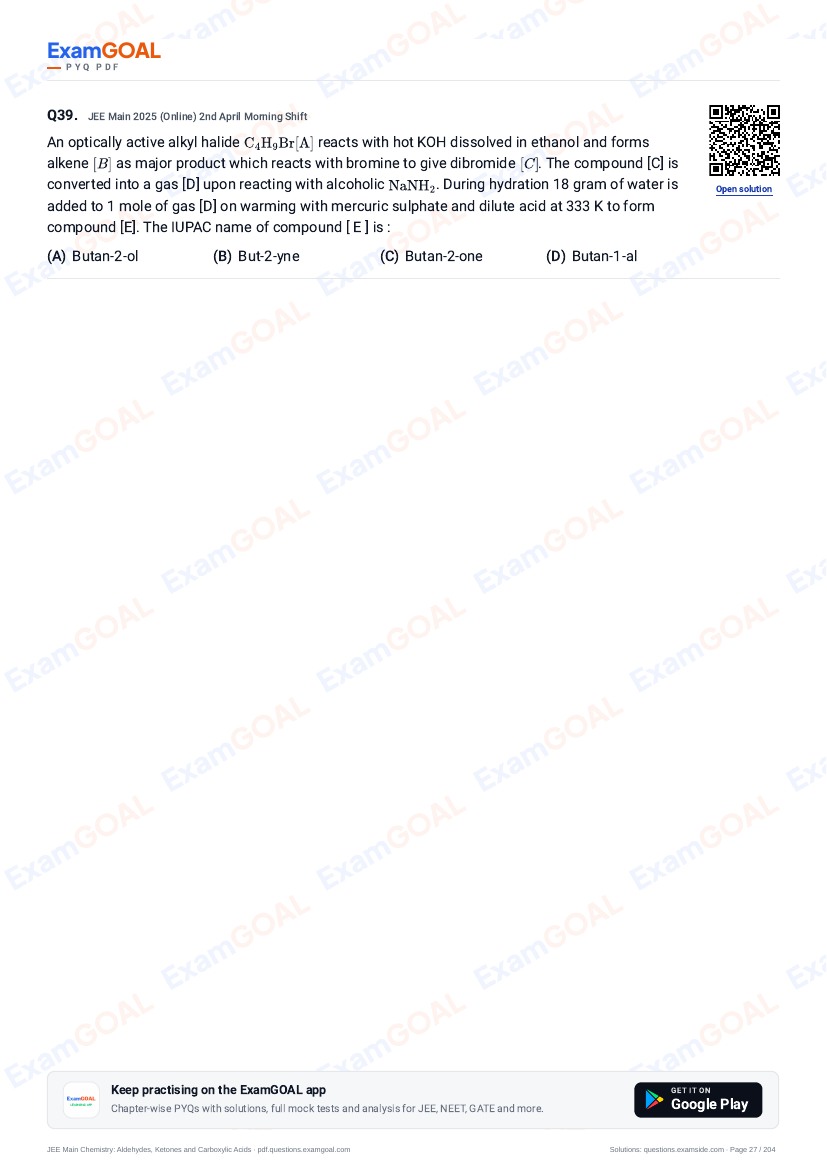 ExamGOAL
PYQ PDF
Q39. JEE Main 2025 (Online) 2nd April Morning Shift
An optically active alkyl halide C₄H₉Br[A] reacts with hot KOH dissolved in ethanol and forms
alkene [B] as major product which reacts with bromine to give dibromide [C]. The compound [C] is
converted into a gas [D] upon reacting with alcoholic NaNH₂. During hydration 18 gram of water is
added to 1 mole of gas [D] on warming with mercuric sulphate and dilute acid at 333 K to form
compound [E]. The IUPAC name of compound [ E ] is :
(A) Butan-2-ol (B) But-2-yne (C) Butan-2-one (D) Butan-1-al
Open solution
Keep practising on the ExamGOAL app
Chapter-wise PYQs with solutions, full mock tests and analysis for JEE, NEET, GATE and more.
GET IT ON
Google Play
JEE Main Chemistry: Aldehydes, Ketones and Carboxylic Acids · pdf.questions.examgoal.com
Solutions: questions.examside.com · Page 27 / 204